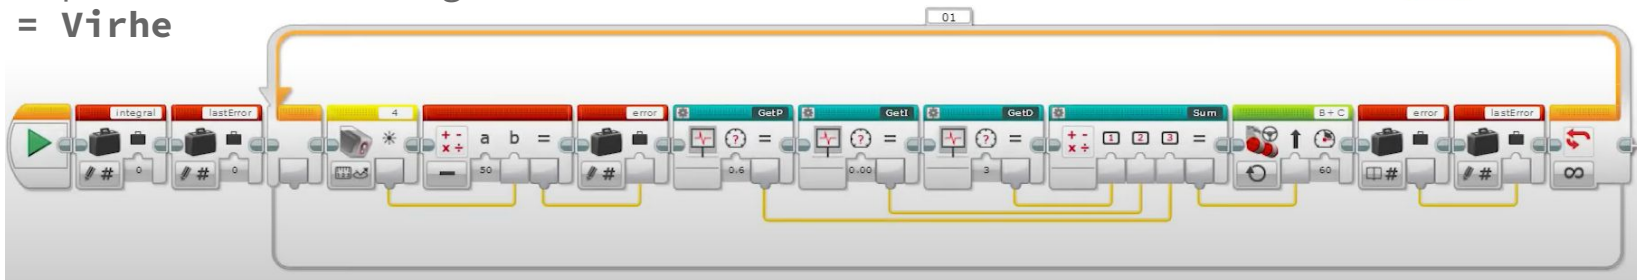 = Virhe
01
integral
lastError
4
error
GetP
GetI
GetD
Sum
B+C
error
lastError
a b =
=
=
=
1 2 3 =
#
0
#
0
50
#
0.6
0.00
3
60
#
#
∞